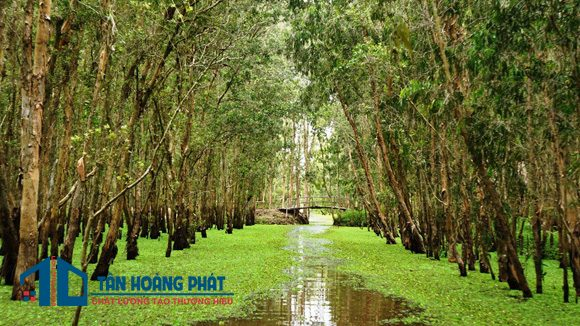 TÂN HOÀNG PHÁT
CHẤT LƯỢNG TẠO THƯƠNG HIỆU